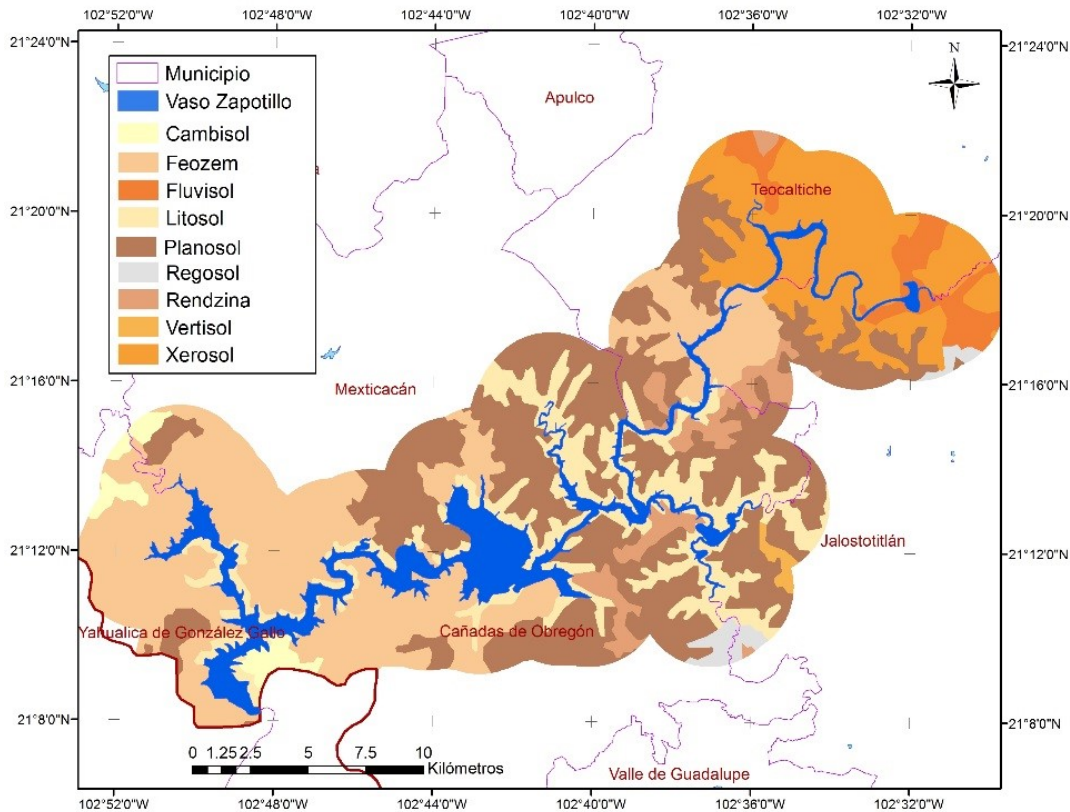 102°52'0"W 102°48'0"W 102°44'0"W 102°40'0"W 102°36'0"W 102°32'0"W
21°24'0"N 21°24'0"N
N
Municipio
Vaso Zapotillo
Cambisol
Feozem
Fluvisol
Litosol
Planosol
Regosol
Rendzina
Vertisol
Xerosol
Apulco
a
Teocaltiche
21°20'0"N 21°20'0"N
21°16'0"N 21°16'0"N
Mexticacán
21°12'0"N 21°12'0"N
Jalostotitlán
Yahualica de González Gallo
Cañadas de Obregón
21°8'0"N 21°8'0"N
0 1.25 2.5 5 7.5 10
Kilómetros
Valle de Guadalupe
102°52'0"W 102°48'0"W 102°44'0"W 102°40'0"W 102°36'0"W 102°32'0"W